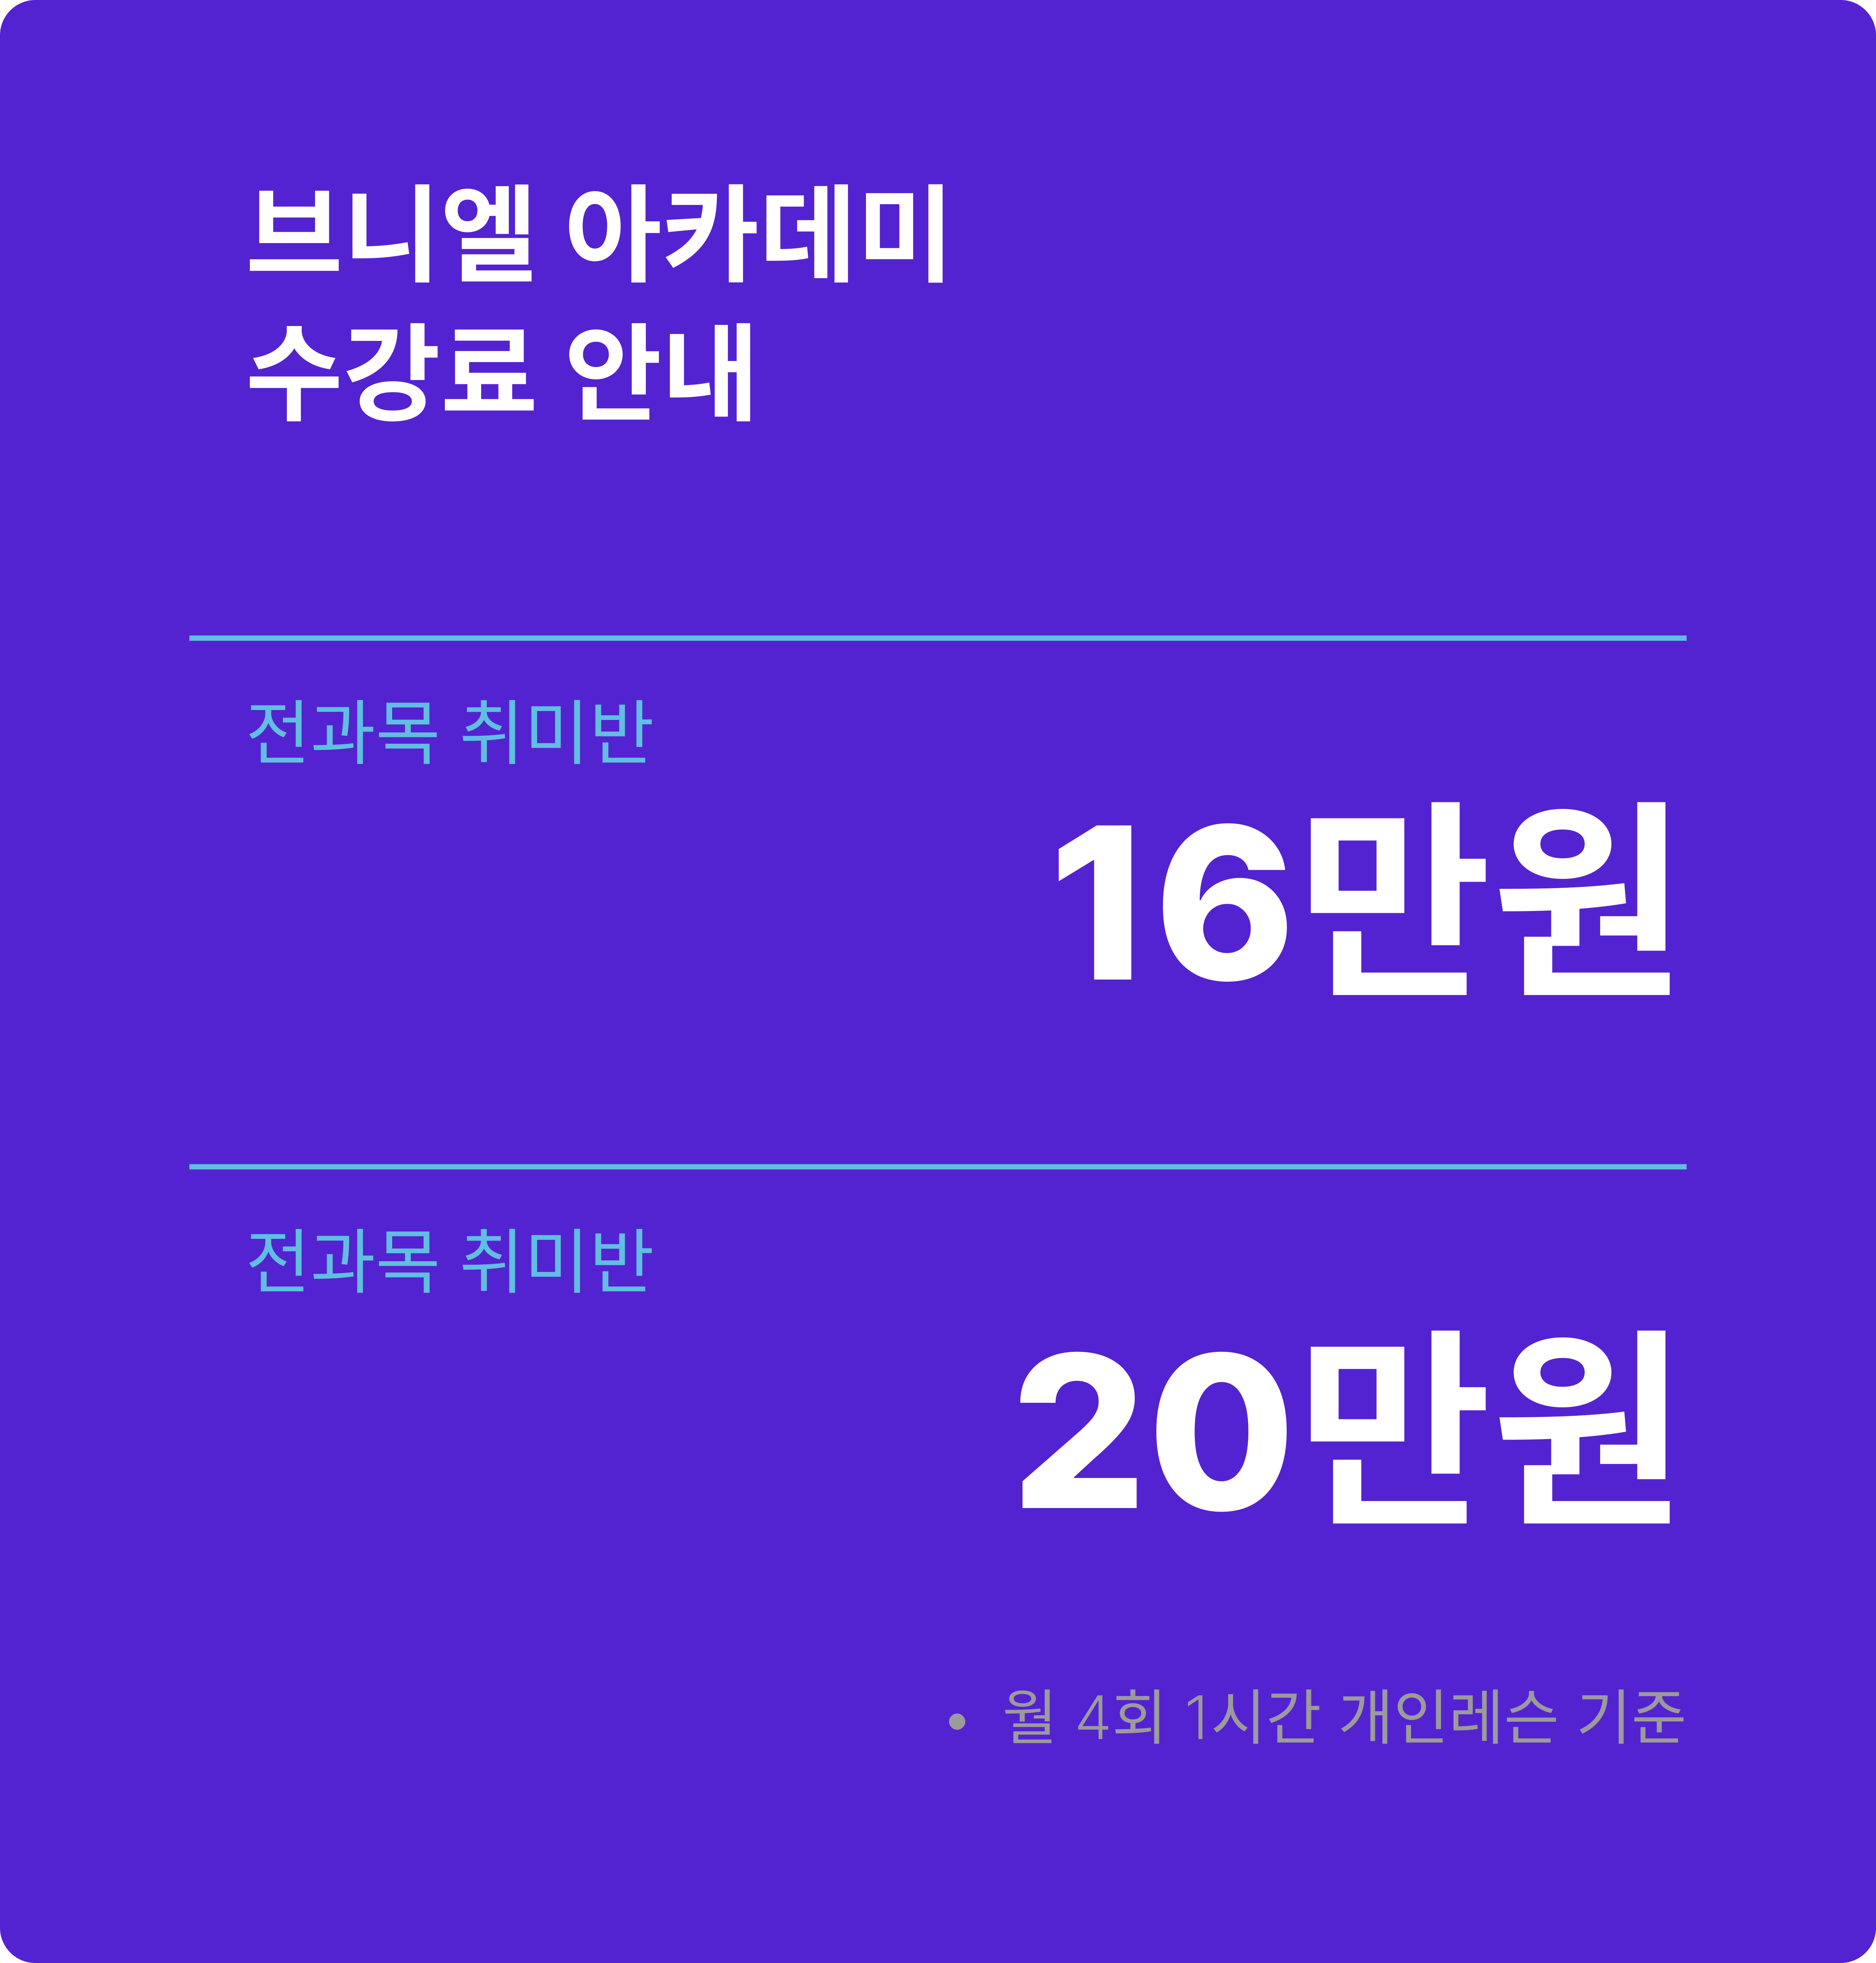 브니엘 아카데미
수강료 안내
전과목 취미반
16만원
전과목 취미반
20만원
• 월 4회 1시간 개인레슨 기준